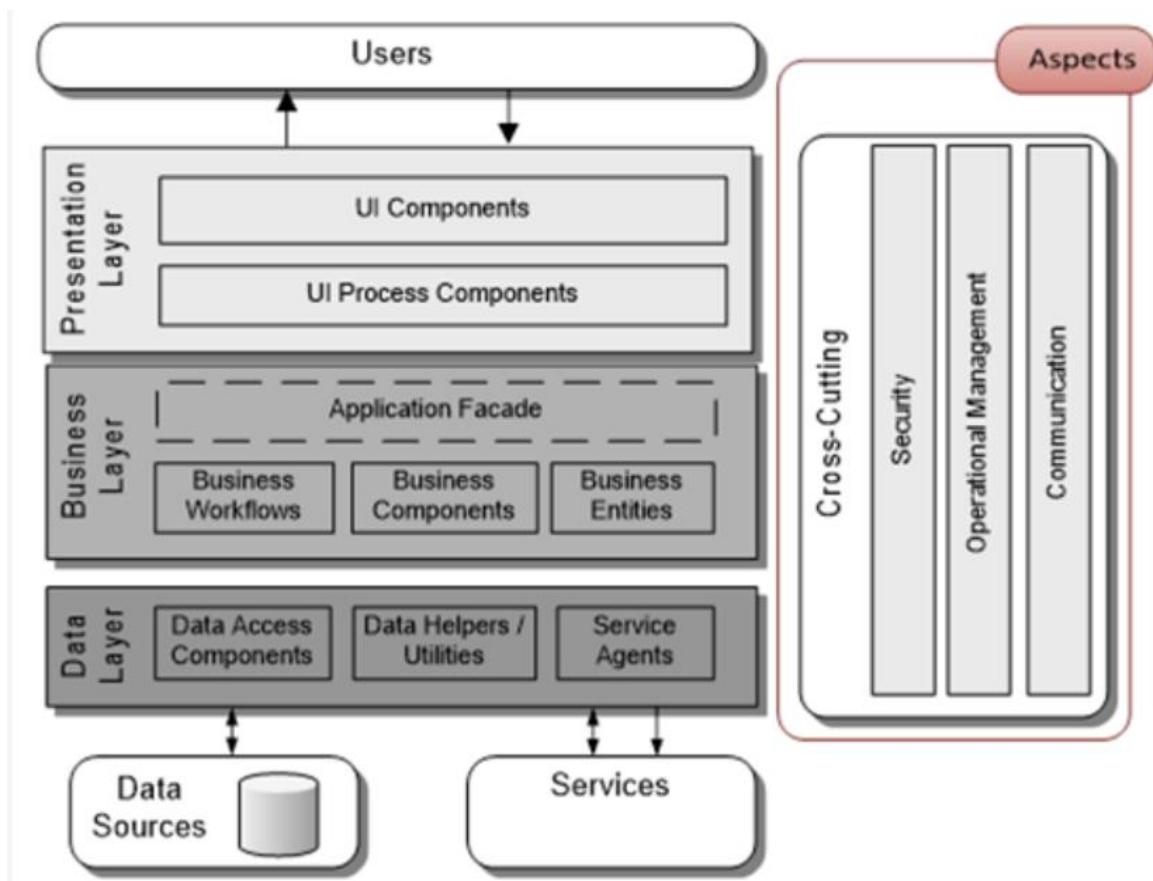 Users
Aspects
Presentation
Layer
UI Components
UI Process Components
Business
Layer
Application Facade
Business
Workflows
Business
Components
Business
Entities
Data
Layer
Data Access
Components
Data Helpers /
Utilities
Service
Agents
Data
Sources
Services
Cross-Cutting
Security
Operational Management
Communication